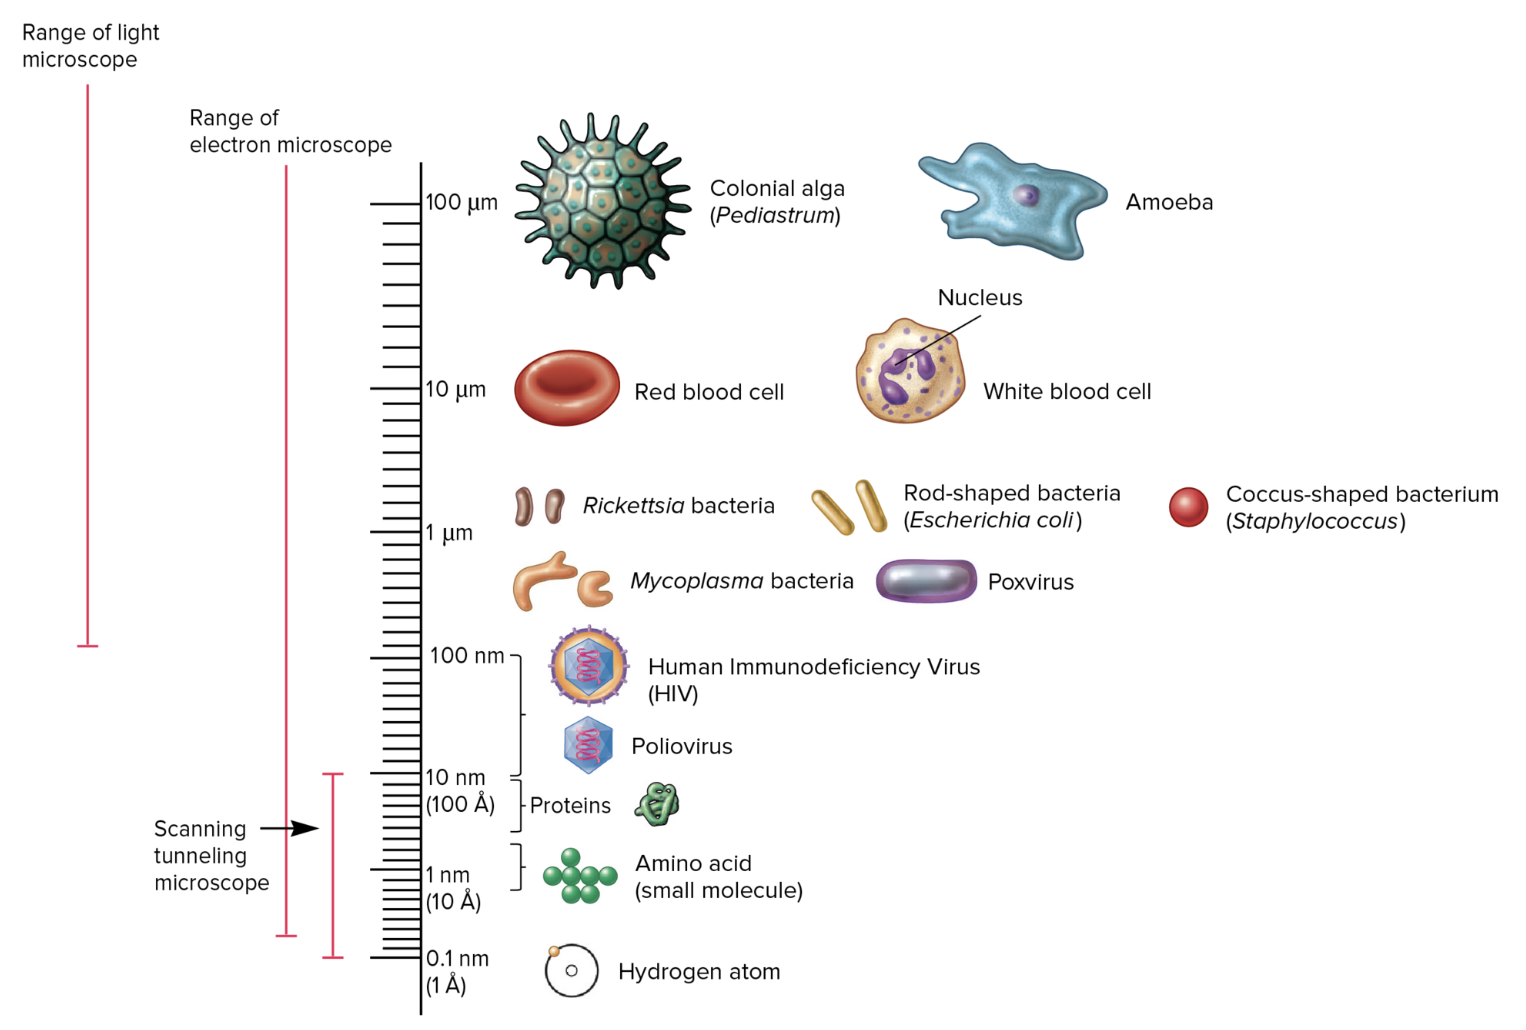 Range of light
microscope
Range of
electron microscope
100 μm
Colonial alga
(Pediastrum)
Amoeba
Nucleus
10 μm
Red blood cell
White blood cell
Rickettsia bacteria
Rod-shaped bacteria
(Escherichia coli)
Coccus-shaped bacterium
(Staphylococcus)
1 μm
Mycoplasma bacteria
Poxvirus
100 nm
Human Immunodeficiency Virus
(HIV)
Poliovirus
10 nm
(100 Å)
Proteins
Scanning
tunneling
microscope
1 nm
(10 Å)
Amino acid
(small molecule)
0.1 nm
(1 Å)
Hydrogen atom